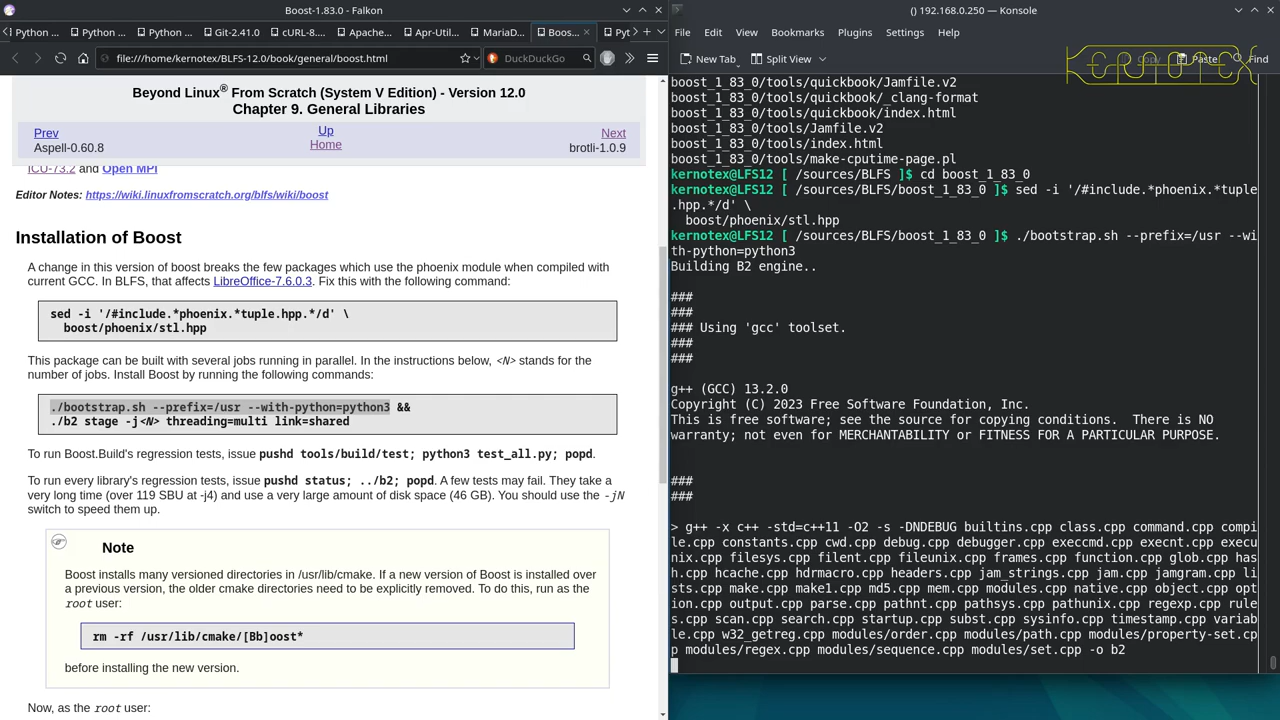 Boost-1.83.0 — Falkon
Python ...
Python ...
Python ...
Git-2.41.0
cURL-8....
Apache...
Apr-Util...
MariaD...
Boos...
Pyt
file:///home/kernotex/BLFS-12.0/book/general/boost.html
DuckDuckGo
Beyond Linux® From Scratch (System V Edition) - Version 12.0
Chapter 9. General Libraries
Prev
Up
Next
Aspell-0.60.8
Home
brotli-1.0.9
ICU-73.2 and Open MPI
Editor Notes: https://wiki.linuxfromscratch.org/blfs/wiki/boost
Installation of Boost
A change in this version of boost breaks the few packages which use the phoenix module when compiled with
current GCC. In BLFS, that affects LibreOffice-7.6.0.3. Fix this with the following command:
sed -i '/#include.*phoenix.*tuple.hpp.*/d' \
boost/phoenix/stl.hpp
This package can be built with several jobs running in parallel. In the instructions below, <N> stands for the
number of jobs. Install Boost by running the following commands:
./bootstrap.sh --prefix=/usr --with-python=python3 &&
./b2 stage -j<N> threading=multi link=shared
To run Boost.Build's regression tests, issue pushd tools/build/test; python3 test_all.py; popd.
To run every library's regression tests, issue pushd status; ../b2; popd. A few tests may fail. They take a
very long time (over 119 SBU at -j4) and use a very large amount of disk space (46 GB). You should use the -jN
switch to speed them up.
Note
Boost installs many versioned directories in /usr/lib/cmake. If a new version of Boost is installed over
a previous version, the older cmake directories need to be explicitly removed. To do this, run as the
root user:
rm -rf /usr/lib/cmake/[Bb]oost*
before installing the new version.
Now, as the root user:
() 192.168.0.250 — Konsole
File Edit View Bookmarks Plugins Settings Help
New Tab Split View Copy Paste Find
KERNOTEX
boost_1_83_0/tools/quickbook/Jamfile.v2
boost_1_83_0/tools/quickbook/_clang-format
boost_1_83_0/tools/quickbook/index.html
boost_1_83_0/tools/Jamfile.v2
boost_1_83_0/tools/index.html
boost_1_83_0/tools/make-cputime-page.pl
kernotex@LFS12 [ /sources/BLFS ]$ cd boost_1_83_0
kernotex@LFS12 [ /sources/BLFS/boost_1_83_0 ]$ sed -i '/#include.*phoenix.*tuple
.hpp.*/d' \
boost/phoenix/stl.hpp
kernotex@LFS12 [ /sources/BLFS/boost_1_83_0 ]$ ./bootstrap.sh --prefix=/usr --wi
th-python=python3
Building B2 engine..
###
###
### Using 'gcc' toolset.
###
###
g++ (GCC) 13.2.0
Copyright (C) 2023 Free Software Foundation, Inc.
This is free software; see the source for copying conditions.  There is NO
warranty; not even for MERCHANTABILITY or FITNESS FOR A PARTICULAR PURPOSE.
###
###
> g++ -x c++ -std=c++11 -O2 -s -DNDEBUG builtins.cpp class.cpp command.cpp compi
le.cpp constants.cpp cwd.cpp debug.cpp debugger.cpp execcmd.cpp execnt.cpp execu
nix.cpp filesys.cpp filent.cpp fileunix.cpp frames.cpp function.cpp glob.cpp has
h.cpp hcache.cpp hdrmacro.cpp headers.cpp jam_strings.cpp jam.cpp jamgram.cpp li
sts.cpp make.cpp make1.cpp md5.cpp mem.cpp modules.cpp native.cpp object.cpp opt
ion.cpp output.cpp parse.cpp pathnt.cpp pathsys.cpp pathunix.cpp regexp.cpp rule
s.cpp scan.cpp search.cpp startup.cpp subst.cpp sysinfo.cpp timestamp.cpp variab
le.cpp w32_getreg.cpp modules/order.cpp modules/path.cpp modules/property-set.cp
p modules/regex.cpp modules/sequence.cpp modules/set.cpp -o b2